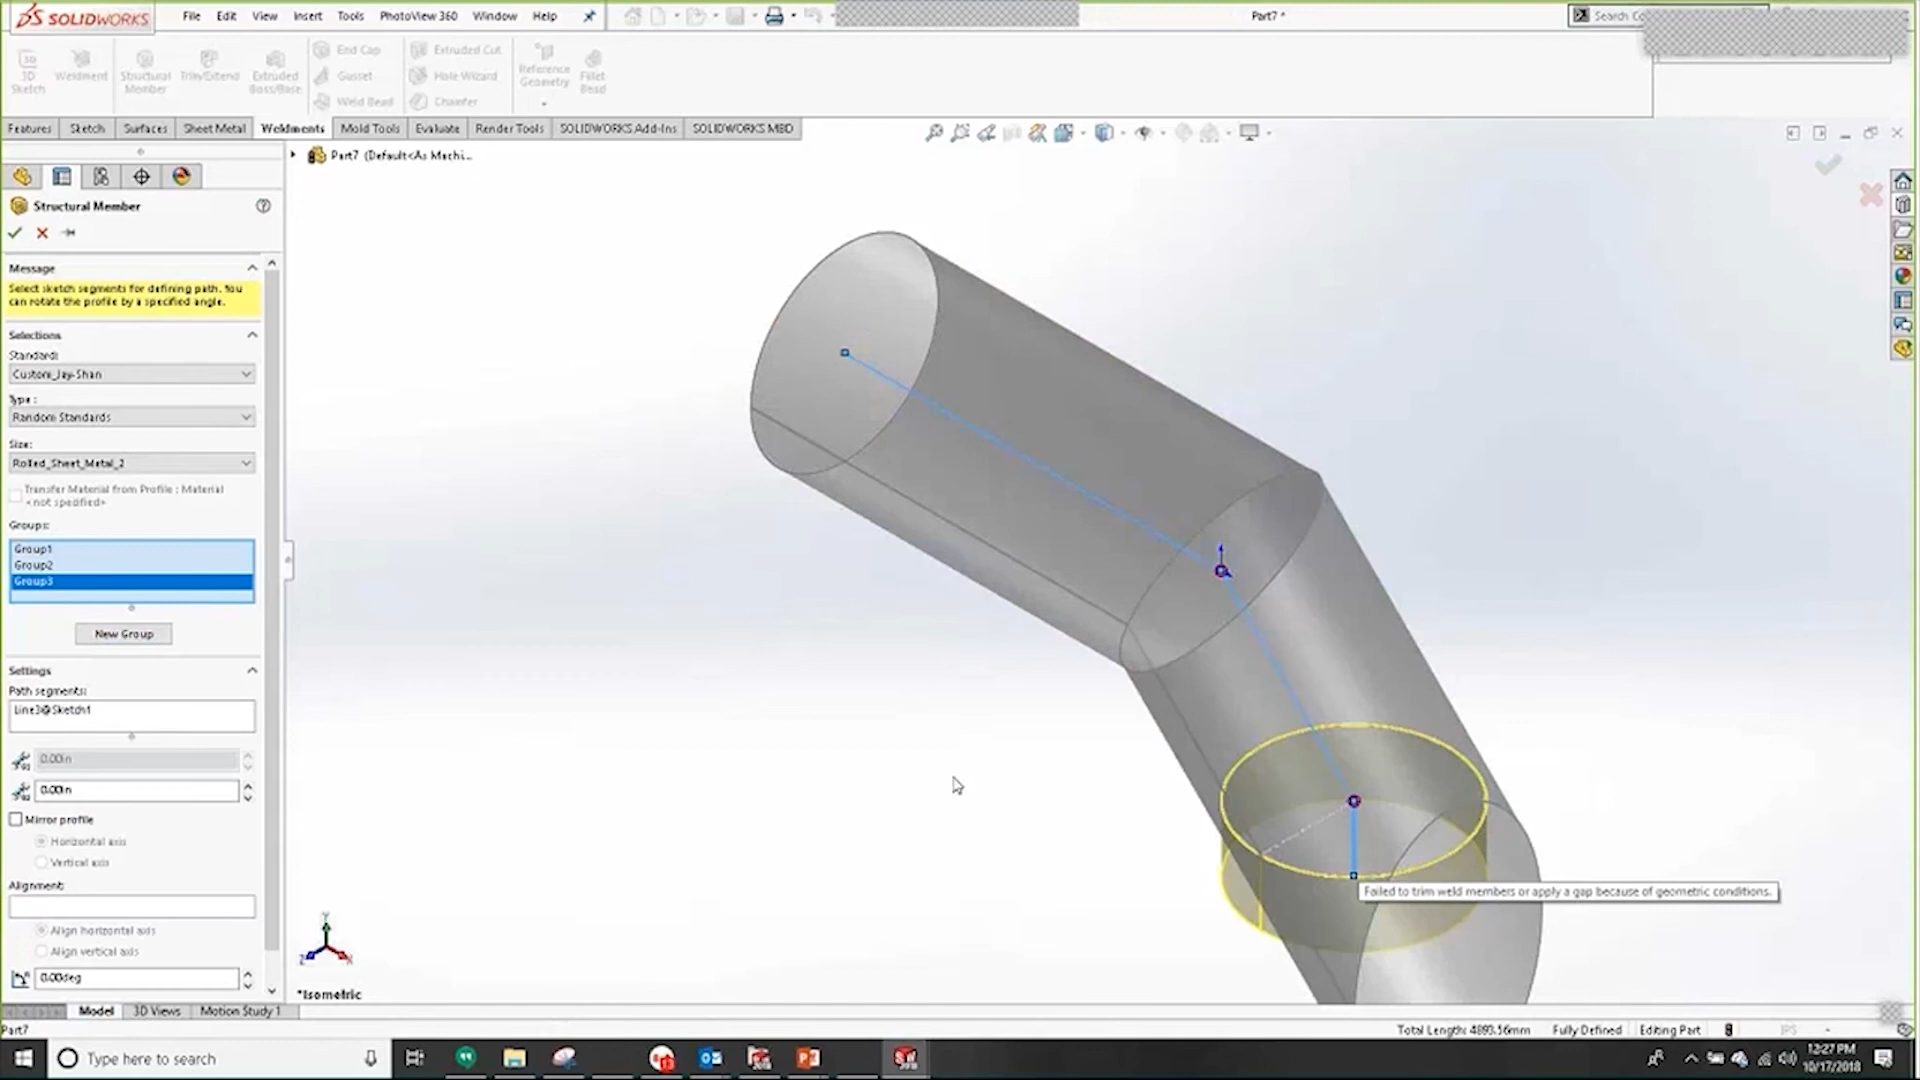 SOLIDWORKS File Edit View Insert Tools PhotoView 360 Window Help Part7 * Search Co
3D Sketch Weldment Structural Member Trim/Extend Extruded Boss/Base End Cap Extruded Cut Reference Geometry Fillet Bead
Gusset Hole Wizard
Weld Bead Chamfer
Features Sketch Surfaces Sheet Metal Weldments Mold Tools Evaluate Render Tools SOLIDWORKS Add-Ins SOLIDWORKS MBD
Part7 (Default<As Machi...
Structural Member
Message
Select sketch segments for defining path. You
can rotate the profile by a specified angle.
Selections
Standard:
Custom_Jay-Shan
Type :
Random Standards
Size:
Rolled_Sheet_Metal_2
Transfer Material from Profile : Material
<not specified>
Groups:
Group1
Group2
Group3
New Group
Settings
Path segments:
Line3@Sketch1
0.00in
0.00in
Mirror profile
Horizontal axis
Vertical axis
Failed to trim weld members or apply a gap because of geometric conditions.
Alignment:
Align horizontal axis
Align vertical axis
0.00deg
Y
Z X
*Isometric
Model 3D Views Motion Study 1
Part7 Total Length: 4893.56mm Fully Defined Editing Part IPS -
Type here to search 12:27 PM
10/17/2018